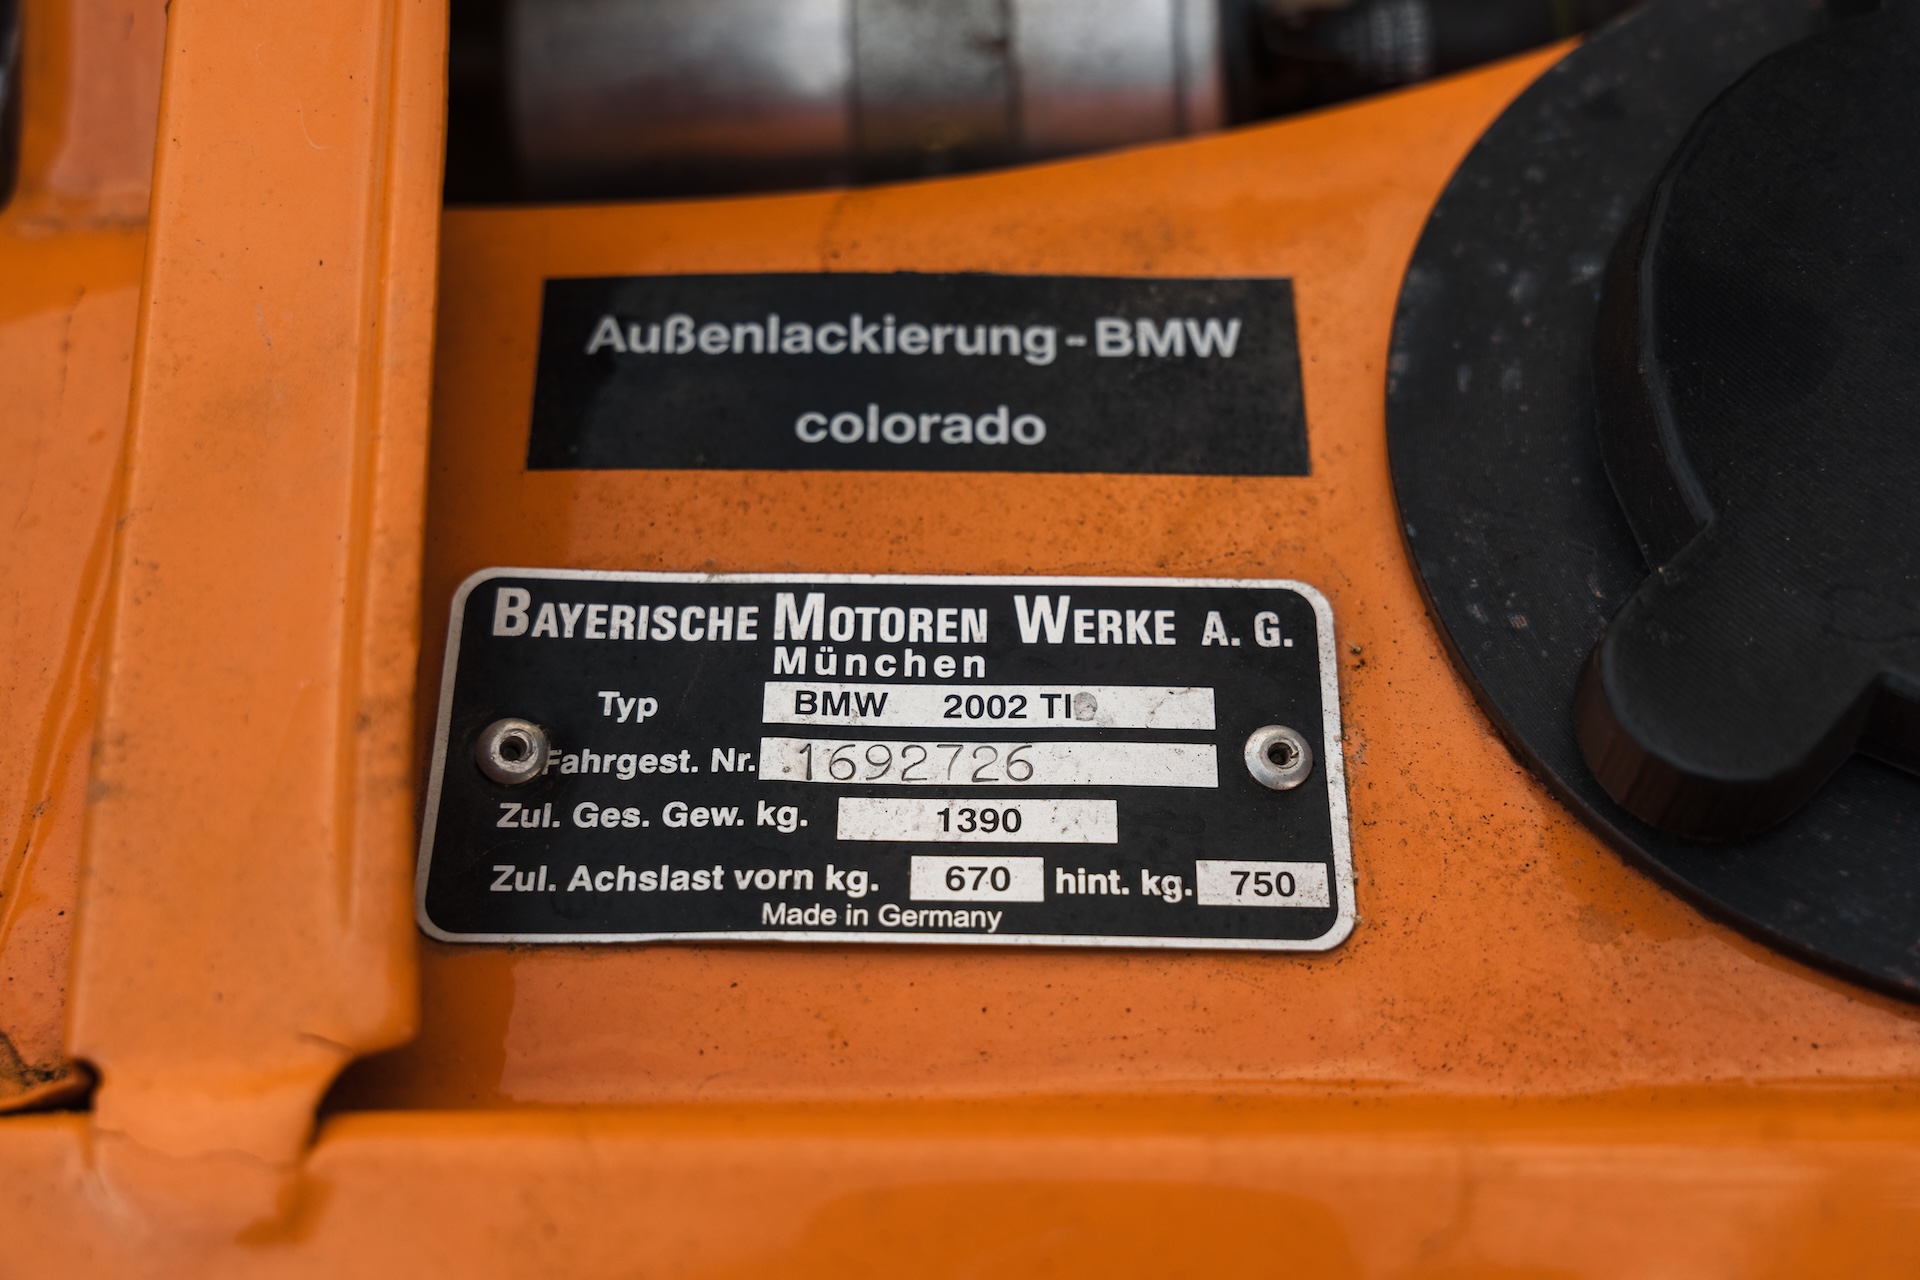 Außenlackierung-BMW
colorado
BAYERISCHE MOTOREN WERKE A. G.
München
Typ BMW 2002 TI
Fahrgest. Nr. 1692726
Zul. Ges. Gew. kg. 1390
Zul. Achslast vorn kg. 670 hint. kg. 750
Made in Germany